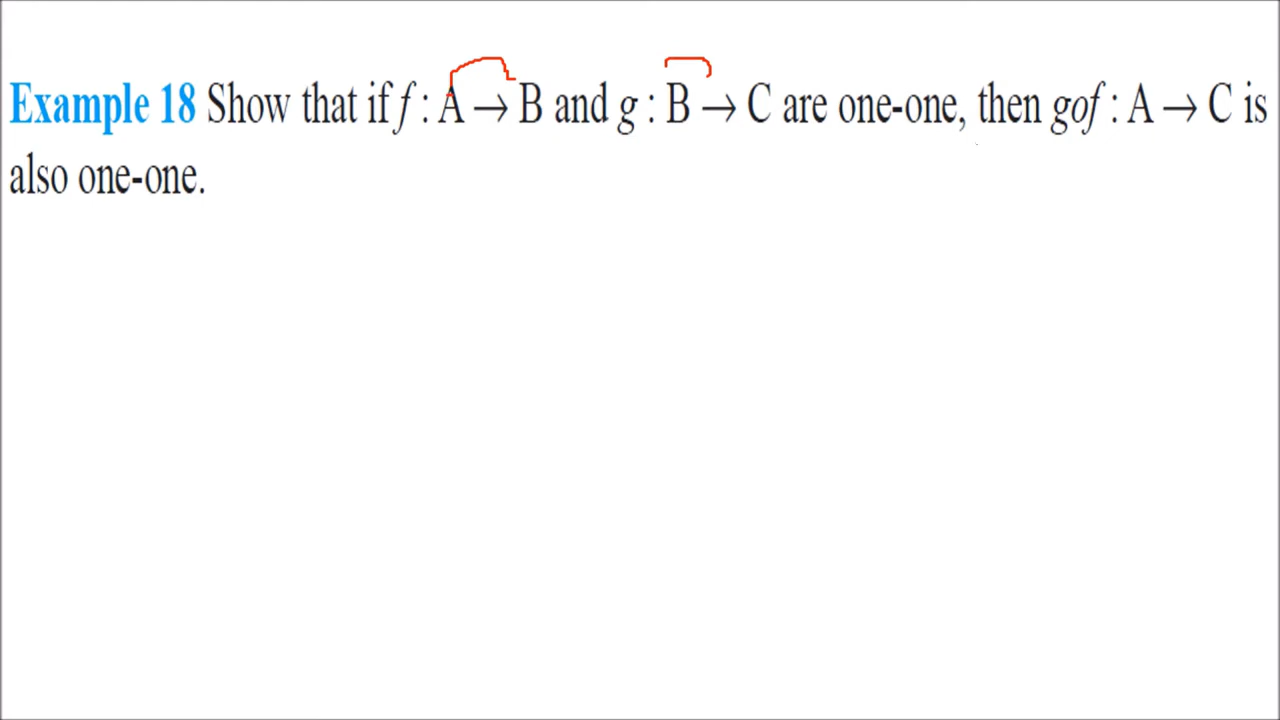 Example 18 Show that if f : A → B and g : B → C are one-one, then gof : A → C is
also one-one.